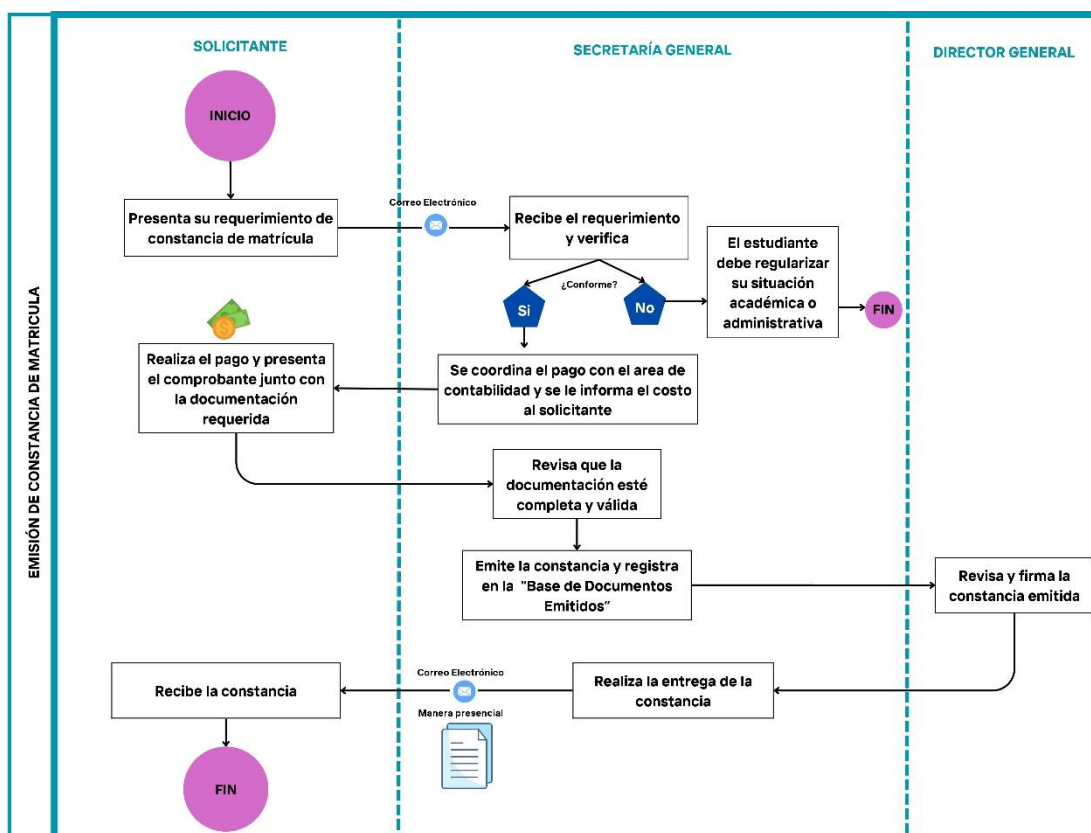 SOLICITANTE
SECRETARÍA GENERAL
DIRECTOR GENERAL
EMISIÓN DE CONSTANCIA DE MATRICULA
INICIO
Presenta su requerimiento de
constancia de matrícula
Correo Electrónico
Recibe el requerimiento
y verifica
¿Conforme?
Si
No
El estudiante
debe regularizar
su situación
académica o
administrativa
FIN
Se coordina el pago con el area de
contabilidad y se le informa el costo
al solicitante
Realiza el pago y presenta
el comprobante junto con
la documentación
requerida
Revisa que la
documentación esté
completa y válida
Emite la constancia y registra
en la "Base de Documentos
Emitidos”
Revisa y firma la
constancia emitida
Realiza la entrega de la
constancia
Correo Electrónico
Manera presencial
Recibe la constancia
FIN